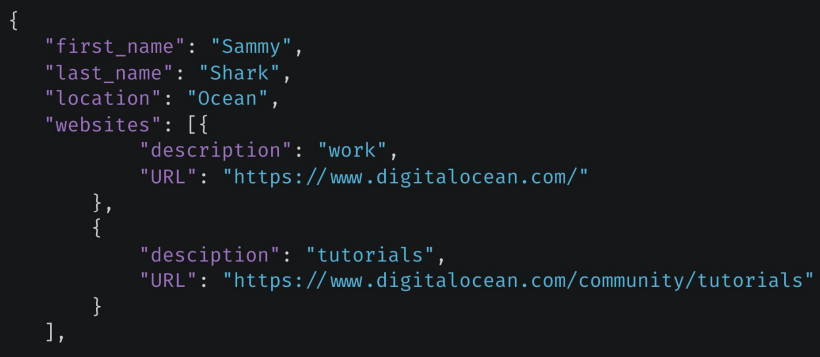 {
"first_name": "Sammy",
"last_name": "Shark",
"location": "Ocean",
"websites": [{
"description": "work",
"URL": "https://www.digitalocean.com/"
},
{
"desciption": "tutorials",
"URL": "https://www.digitalocean.com/community/tutorials"
}
],